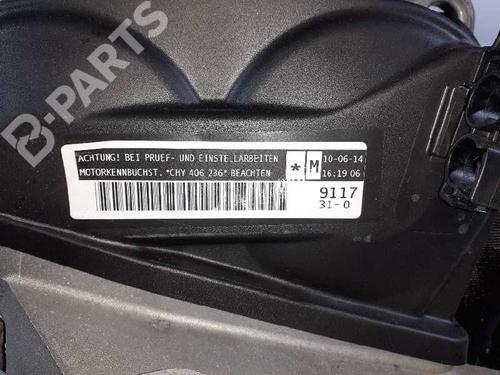 B-PARTS
ACHTUNG! BEI PRUEF- UND EINSTE.LARBEITEN
MOTORKENNBUCHST. *CHY 406 236* BEACHTEN
* M
10-06-14
16:19 06
9117
31-0